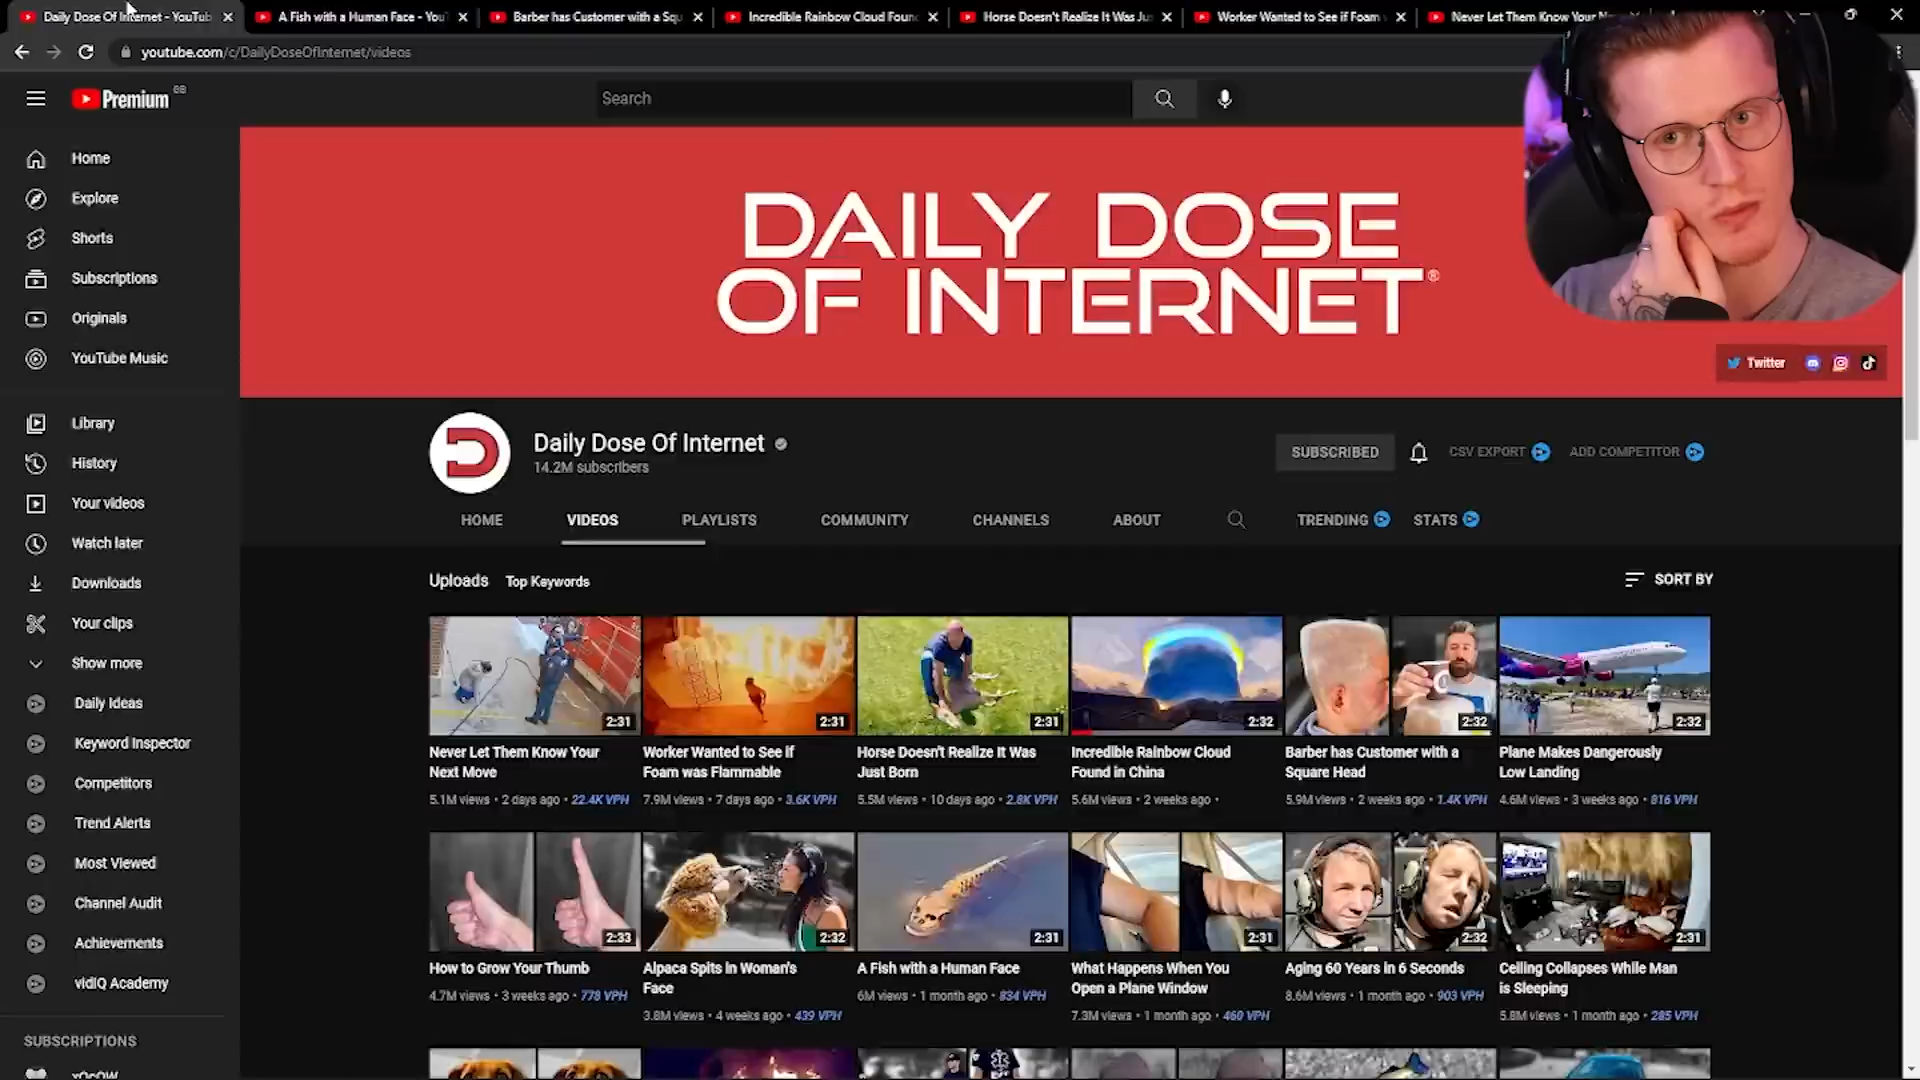 Daily Dose Of Internet - YouTub
A Fish with a Human Face - You
Barber has Customer with a Squ
Incredible Rainbow Cloud Foun
Horse Doesn't Realize It Was Ju
Worker Wanted to See if Foam
Never Let Them Know Your
youtube.com/c/DailyDoseOfInternet/videos
Premium GB
Search
Home
Explore
Shorts
Subscriptions
Originals
YouTube Music
Library
History
Your videos
Watch later
Downloads
Your clips
Show more
Daily Ideas
Keyword Inspector
Competitors
Trend Alerts
Most Viewed
Channel Audit
Achievements
vidIQ Academy
SUBSCRIPTIONS
xQcOW
DAILY DOSE
OF INTERNET®
Twitter
Daily Dose Of Internet
14.2M subscribers
SUBSCRIBED
CSV EXPORT
ADD COMPETITOR
HOME
VIDEOS
PLAYLISTS
COMMUNITY
CHANNELS
ABOUT
TRENDING
STATS
Uploads
Top Keywords
SORT BY
2:31
Never Let Them Know Your
Next Move
5.1M views • 2 days ago • 22.4K VPH
2:31
Worker Wanted to See if
Foam was Flammable
7.9M views • 7 days ago • 3.6K VPH
2:31
Horse Doesn't Realize It Was
Just Born
5.5M views • 10 days ago • 2.8K VPH
2:32
Incredible Rainbow Cloud
Found in China
5.6M views • 2 weeks ago •
2:32
Barber has Customer with a
Square Head
5.9M views • 2 weeks ago • 1.4K VPH
2:32
Plane Makes Dangerously
Low Landing
4.6M views • 3 weeks ago • 816 VPH
2:33
How to Grow Your Thumb
4.7M views • 3 weeks ago • 778 VPH
2:32
Alpaca Spits in Woman's
Face
3.8M views • 4 weeks ago • 439 VPH
2:31
A Fish with a Human Face
6M views • 1 month ago • 834 VPH
2:31
What Happens When You
Open a Plane Window
7.3M views • 1 month ago • 460 VPH
2:32
Aging 60 Years in 6 Seconds
8.6M views • 1 month ago • 903 VPH
2:31
Ceiling Collapses While Man
is Sleeping
5.8M views • 1 month ago • 285 VPH